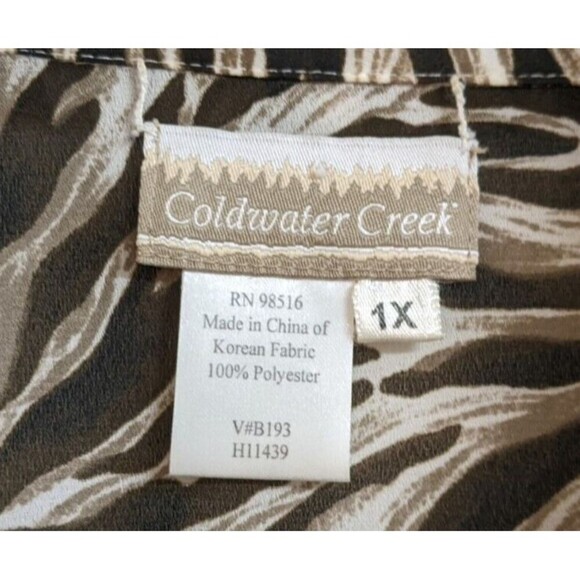 Coldwater Creek
RN 98516
Made in China of
Korean Fabric
100% Polyester
V#B193
H11439
1X